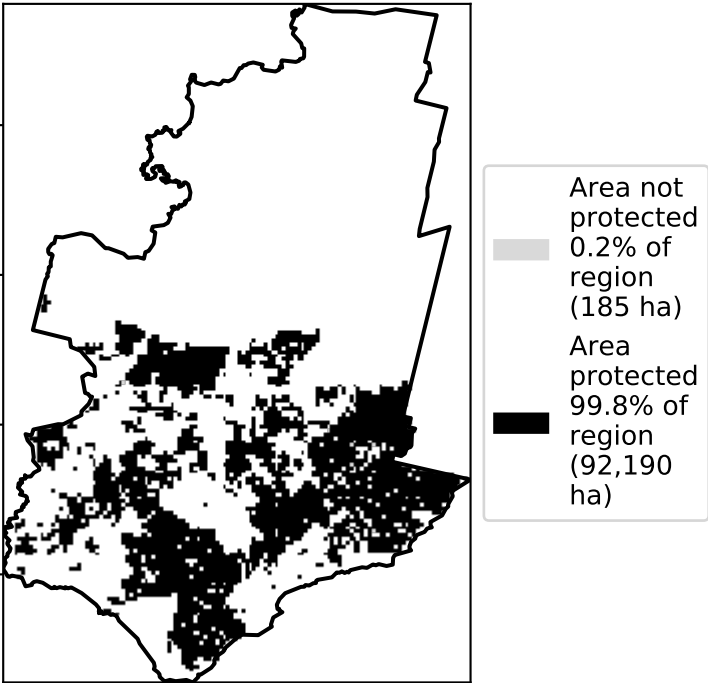 Area not
protected
0.2% of
region
(185 ha)
Area
protected
99.8% of
region
(92,190
ha)